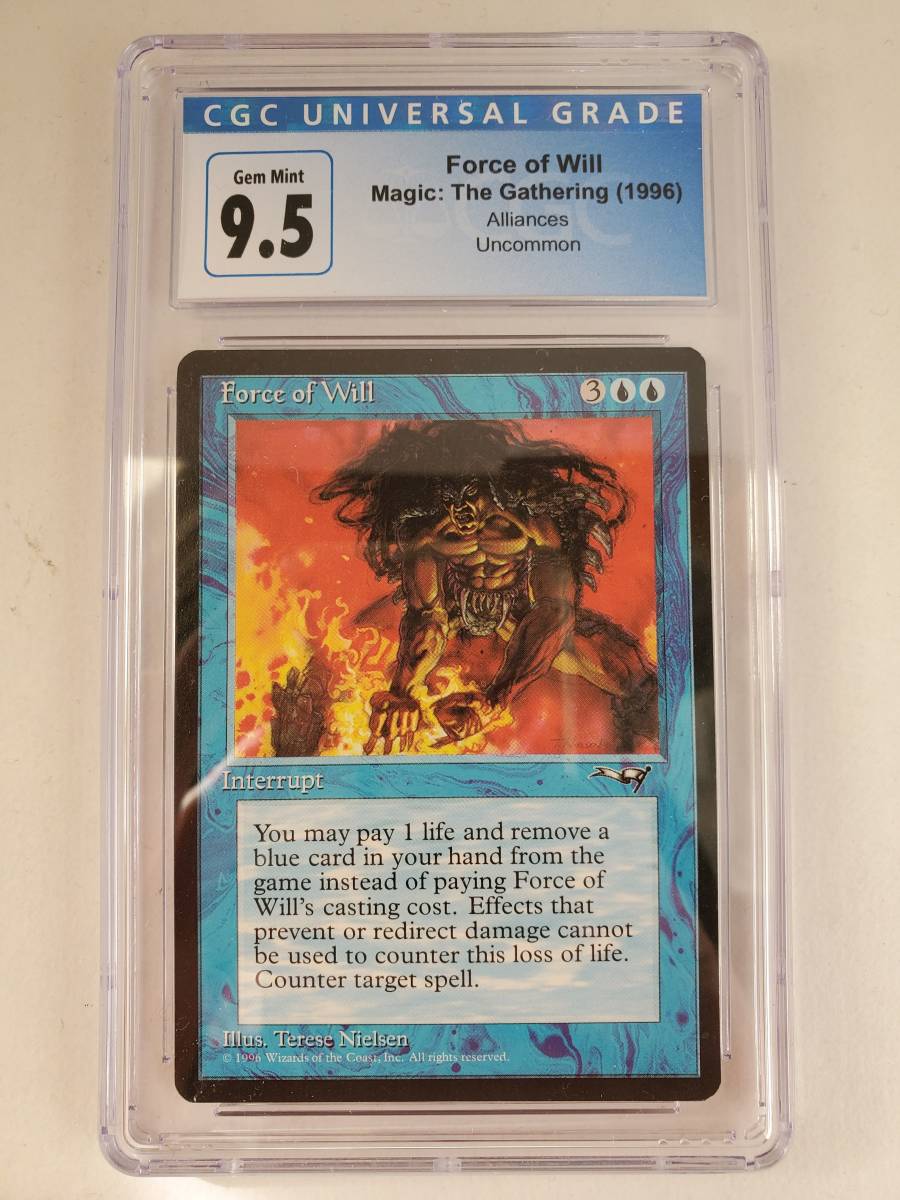 CGC UNIVERSAL GRADE
Gem Mint
9.5
Force of Will
Magic: The Gathering (1996)
Alliances
Uncommon
Force of Will
3
Interrupt
You may pay 1 life and remove a
blue card in your hand from the
game instead of paying Force of
Will's casting cost. Effects that
prevent or redirect damage cannot
be used to counter this loss of life.
Counter target spell.
Illus. Terese Nielsen
© 1996 Wizards of the Coast, Inc. All rights reserved.